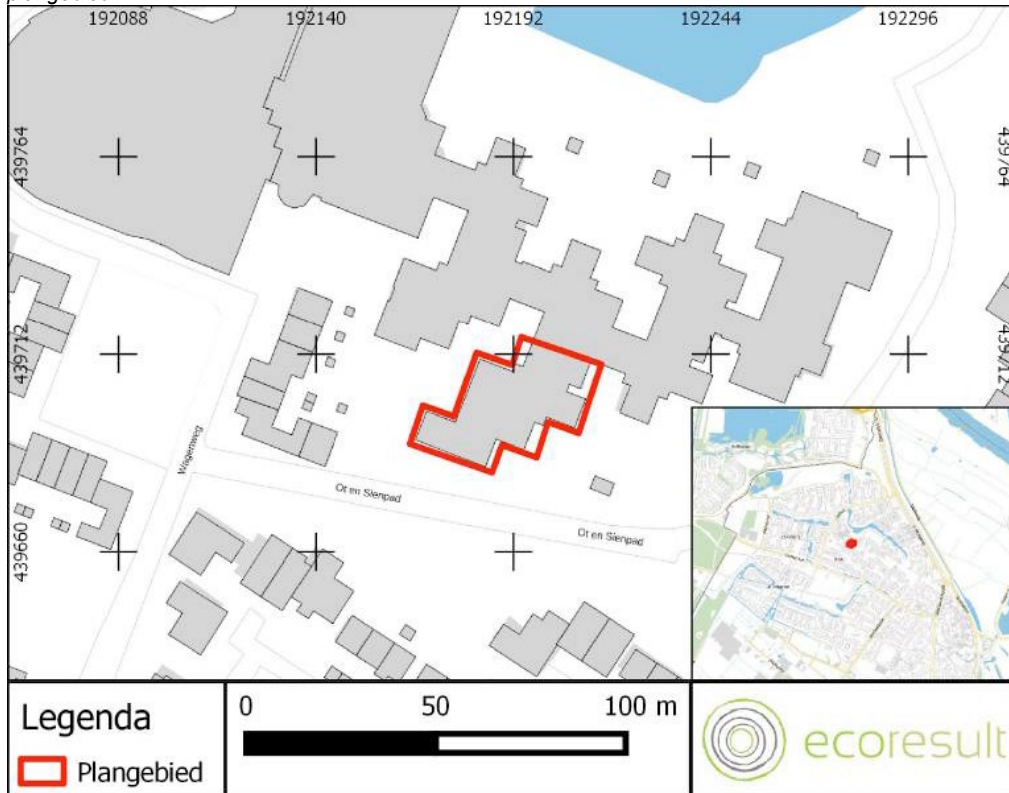 192088 192140 192192 192244 192296
439764 439764
439712 439712
Wagenweg
Ot en Sienpad
Ot en Sienpad
439660
Legenda
Plangebied
0 50 100 m
ecoresult